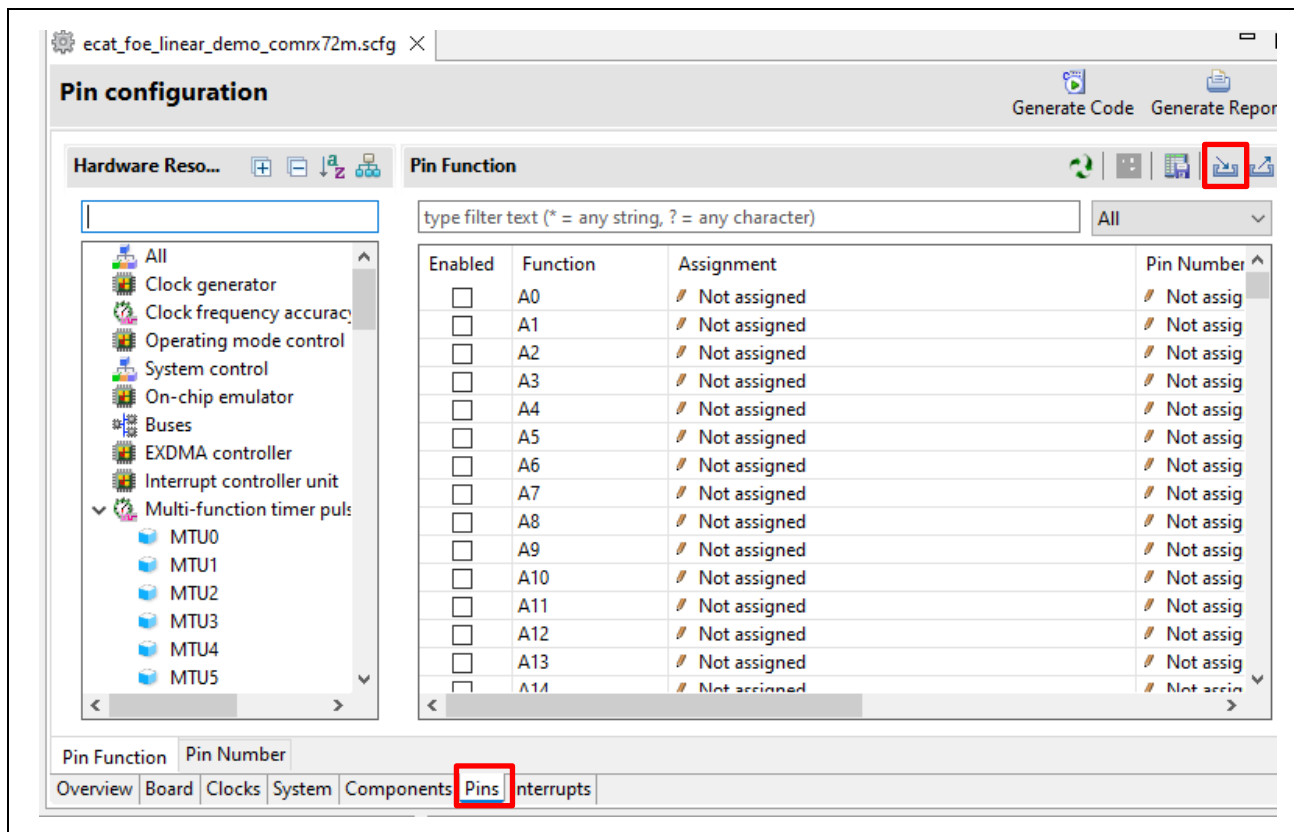 ecat_foe_linear_demo_comrx72m.scfg
Pin configuration
Generate Code Generate Repor
Hardware Reso...
Pin Function
type filter text (* = any string, ? = any character) All
All
Clock generator
Clock frequency accuracy
Operating mode control
System control
On-chip emulator
Buses
EXDMA controller
Interrupt controller unit
Multi-function timer puls
MTU0
MTU1
MTU2
MTU3
MTU4
MTU5
Enabled Function Assignment Pin Number
A0 Not assigned Not assig
A1 Not assigned Not assig
A2 Not assigned Not assig
A3 Not assigned Not assig
A4 Not assigned Not assig
A5 Not assigned Not assig
A6 Not assigned Not assig
A7 Not assigned Not assig
A8 Not assigned Not assig
A9 Not assigned Not assig
A10 Not assigned Not assig
A11 Not assigned Not assig
A12 Not assigned Not assig
A13 Not assigned Not assig
A14 Not assigned Not assig
Pin Function Pin Number
Overview Board Clocks System Components Pins nterrupts